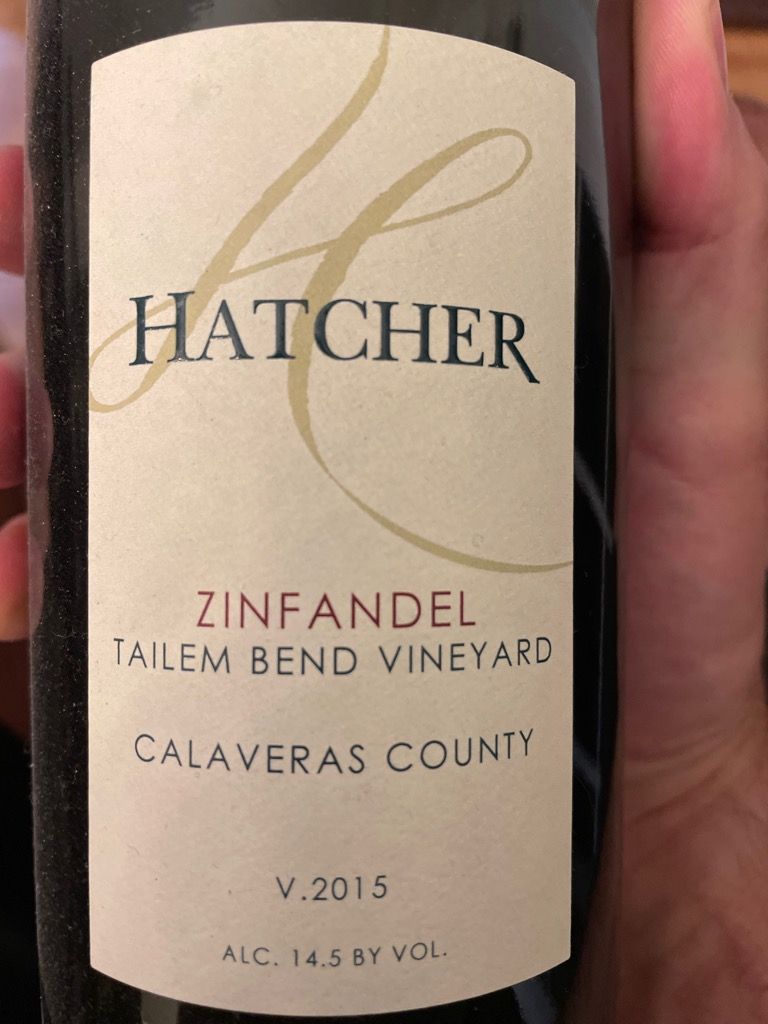 HATCHER
ZINFANDEL
TAILEM BEND VINEYARD
CALAVERAS COUNTY
V.2015
ALC. 14.5 BY VOL.